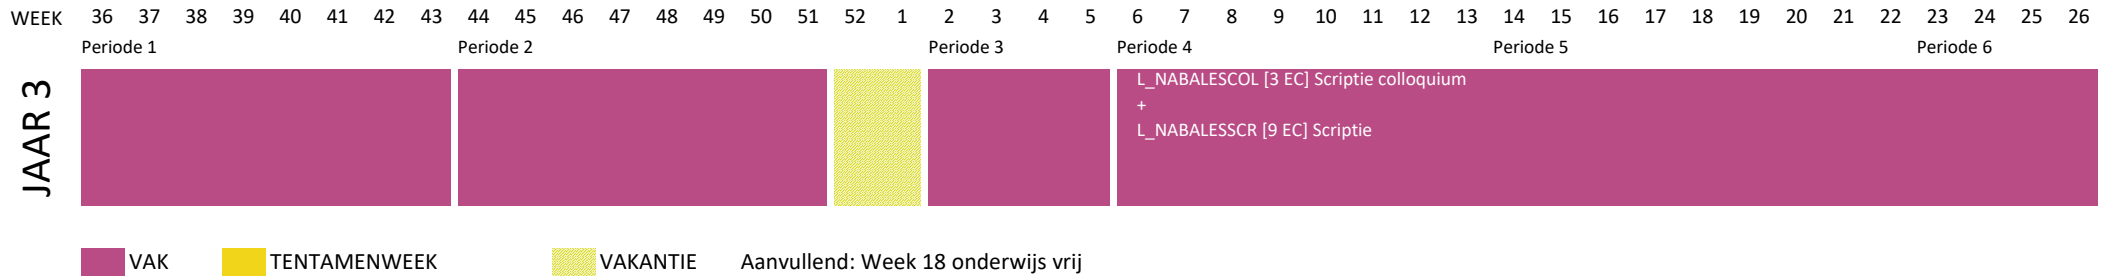 WEEK 36 37 38 39 40 41 42 43 44 45 46 47 48 49 50 51 52 1 2 3 4 5 6 7 8 9 10 11 12 13 14 15 16 17 18 19 20 21 22 23 24 25 26
Periode 1 Periode 2 Periode 3 Periode 4 Periode 5 Periode 6
JAAR 3
L_NABALESCOL [3 EC] Scriptie colloquium
+
L_NABALESSCR [9 EC] Scriptie
VAK TENTAMENWEEK VAKANTIE Aanvullend: Week 18 onderwijs vrij